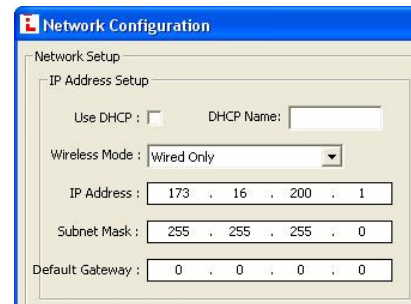 Network Configuration
Network Setup
IP Address Setup
Use DHCP : DHCP Name:
Wireless Mode : Wired Only
IP Address : 173 . 16 . 200 . 1
Subnet Mask : 255 . 255 . 255 . 0
Default Gateway : 0 . 0 . 0 . 0